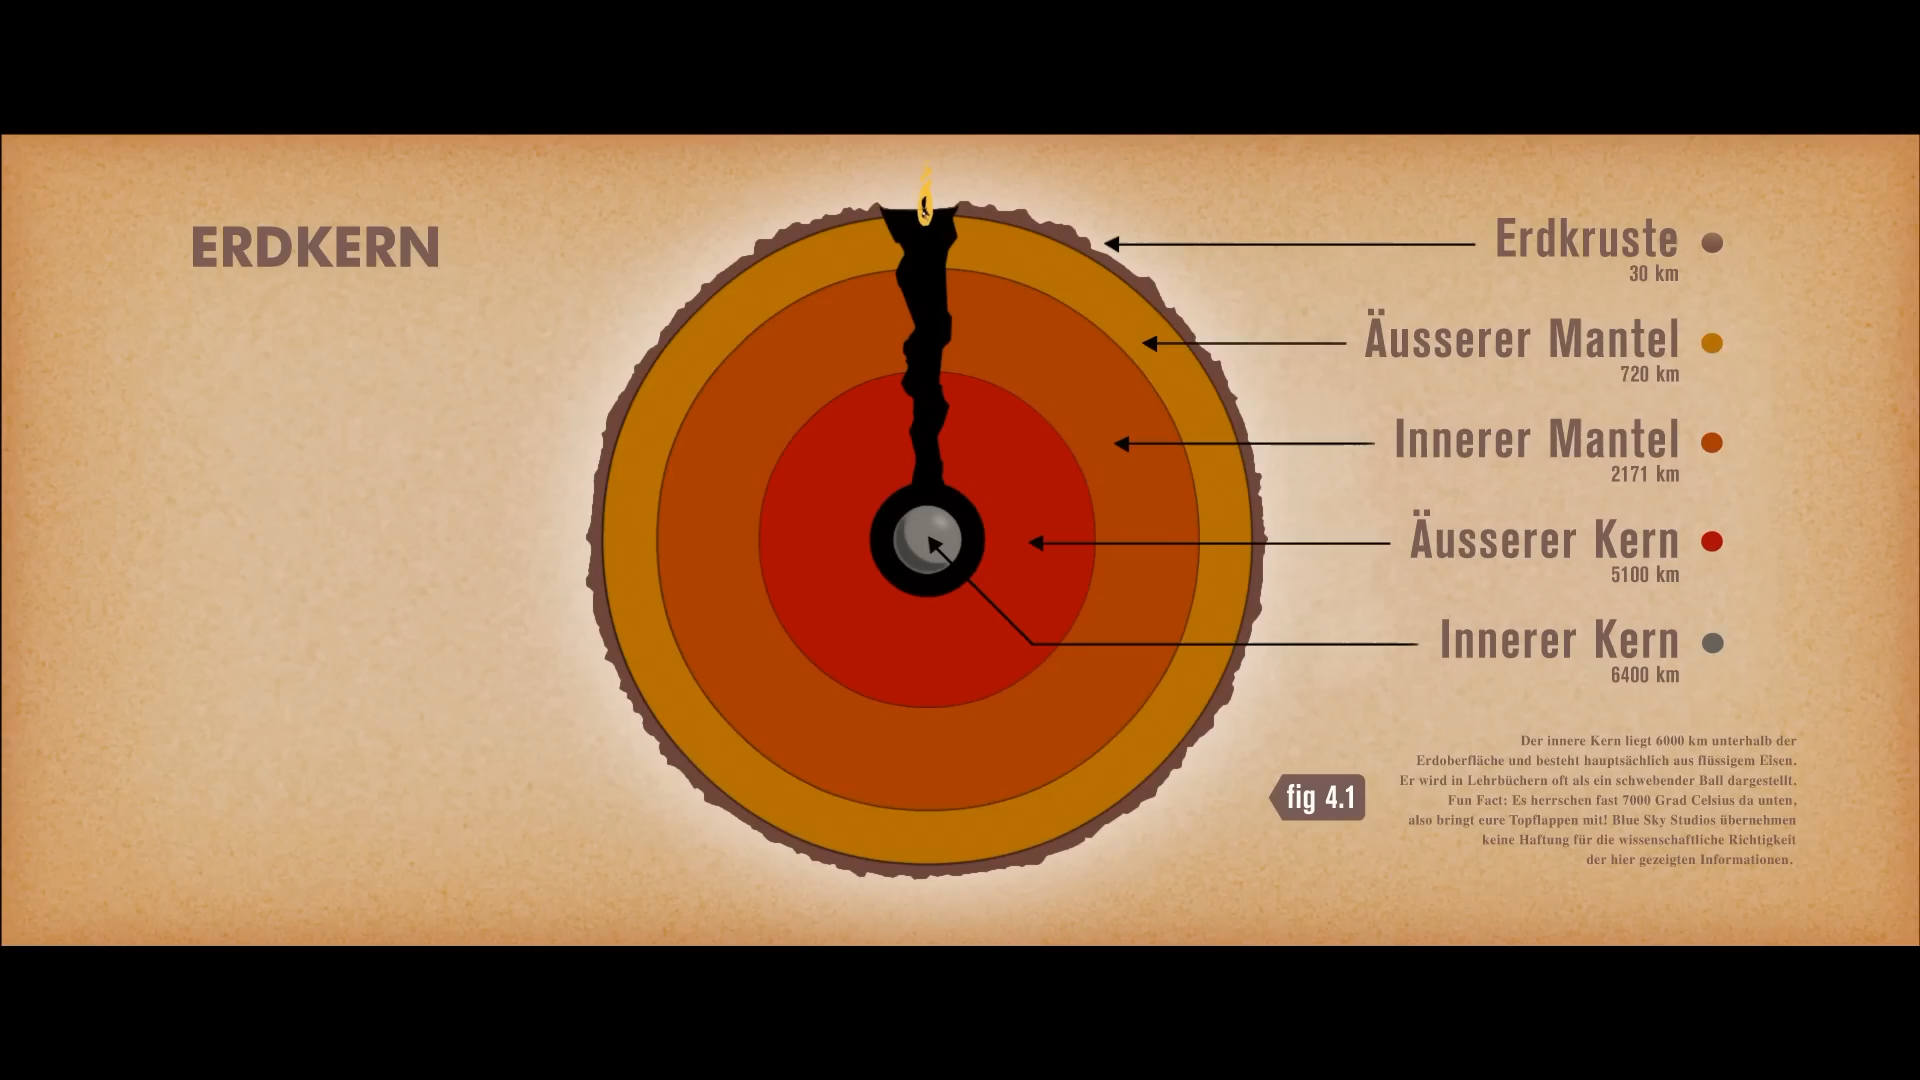 ERDKERN
Erdkruste
30 km
Äusserer Mantel
720 km
Innerer Mantel
2171 km
Äusserer Kern
5100 km
Innerer Kern
6400 km
fig 4.1
Der innere Kern liegt 6000 km unterhalb der
Erdoberfläche und besteht hauptsächlich aus flüssigem Eisen.
Er wird in Lehrbüchern oft als ein schwebender Ball dargestellt.
Fun Fact: Es herrschen fast 7000 Grad Celsius da unten,
also bringt eure Topflappen mit! Blue Sky Studios übernehmen
keine Haftung für die wissenschaftliche Richtigkeit
der hier gezeigten Informationen.